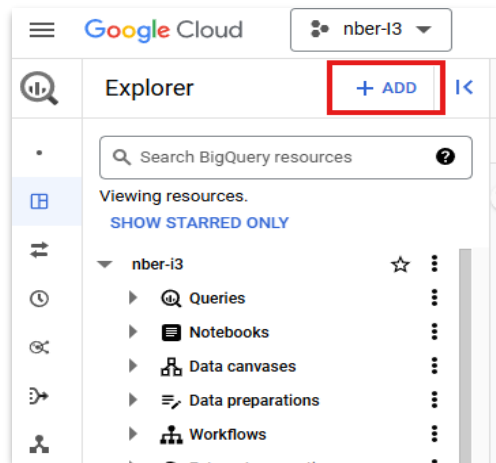 Google Cloud
nber-I3
Explorer
+ ADD
Search BigQuery resources
Viewing resources.
SHOW STARRED ONLY
nber-i3
Queries
Notebooks
Data canvases
Data preparations
Workflows